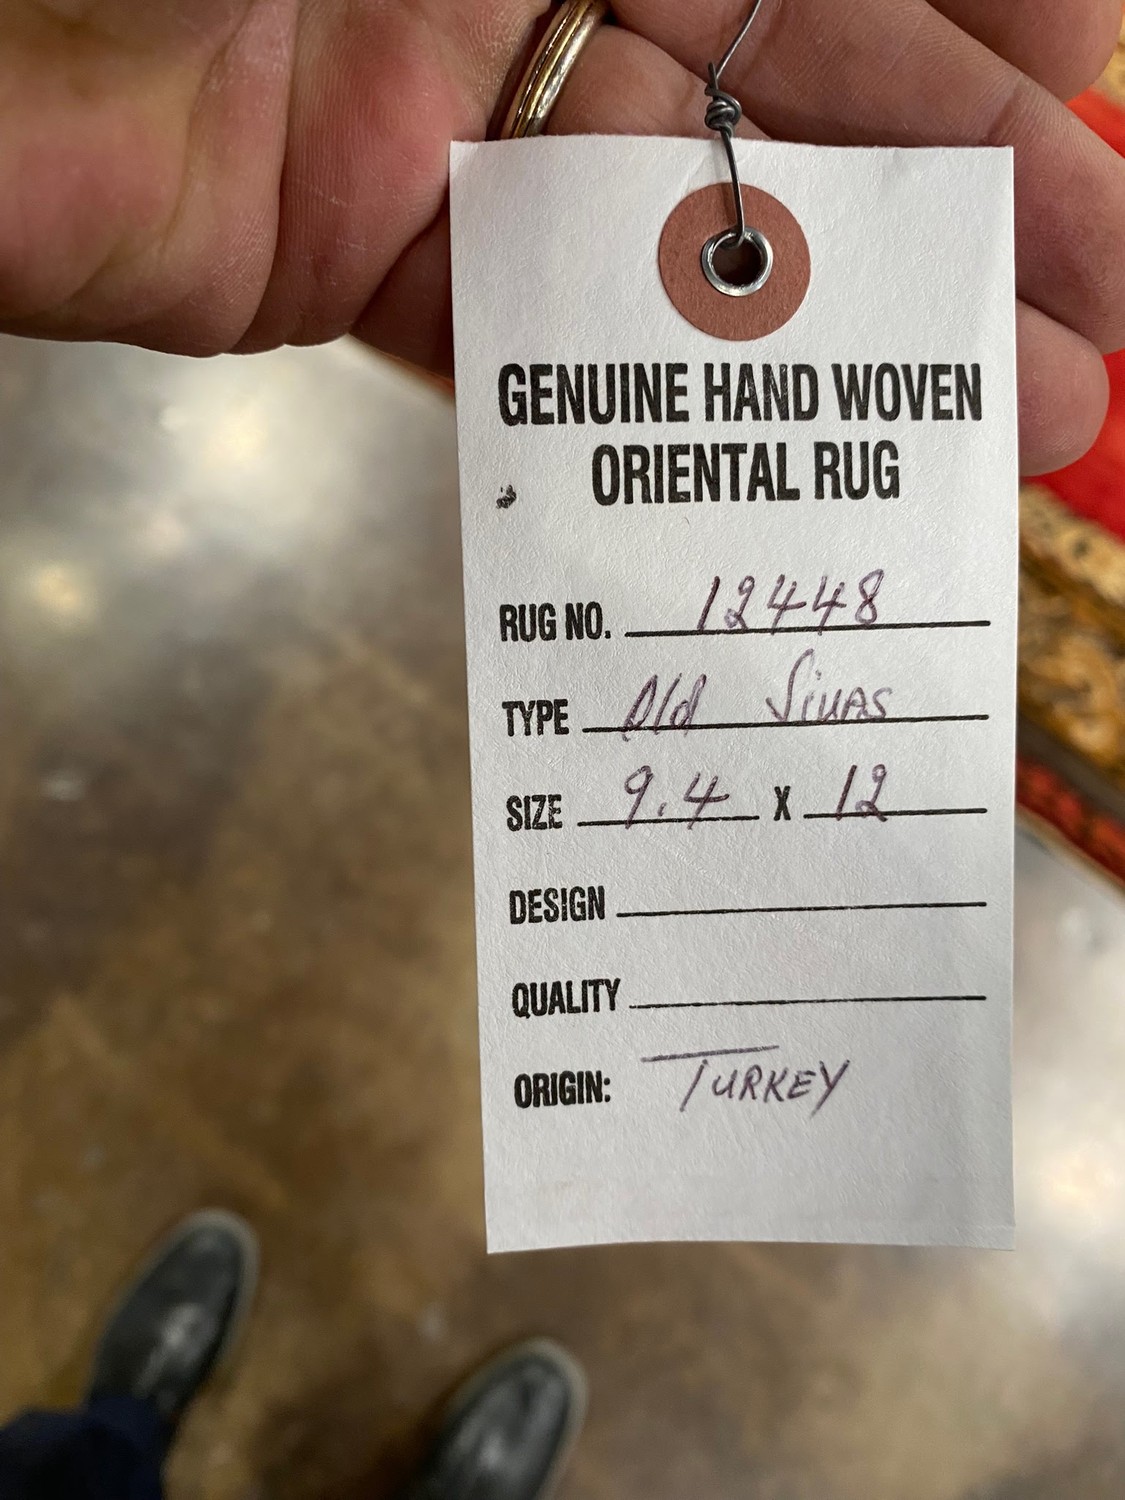 GENUINE HAND WOVEN
ORIENTAL RUG
RUG NO. 12448
TYPE Old Sivas
SIZE 9.4 X 12
DESIGN
QUALITY
ORIGIN: TURKEY